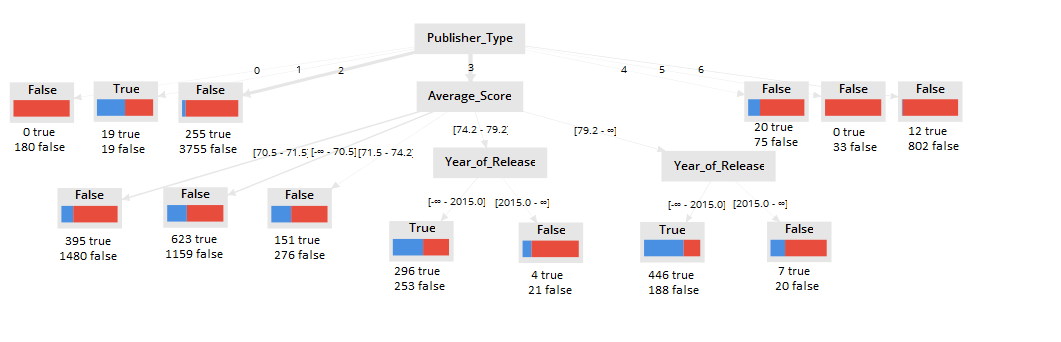 Publisher_Type
0
1
2
3
4
5
6
False
0 true
180 false
True
19 true
19 false
False
255 true
3755 false
Average_Score
False
20 true
75 false
False
0 true
33 false
False
12 true
802 false
[70.5 - 71.5]
[-∞ - 70.5]
[71.5 - 74.2]
[74.2 - 79.2]
[79.2 - ∞]
Year_of_Release
Year_of_Release
False
395 true
1480 false
False
623 true
1159 false
False
151 true
276 false
[-∞ - 2015.0]
[2015.0 - ∞]
[-∞ - 2015.0]
[2015.0 - ∞]
True
296 true
253 false
False
4 true
21 false
True
446 true
188 false
False
7 true
20 false